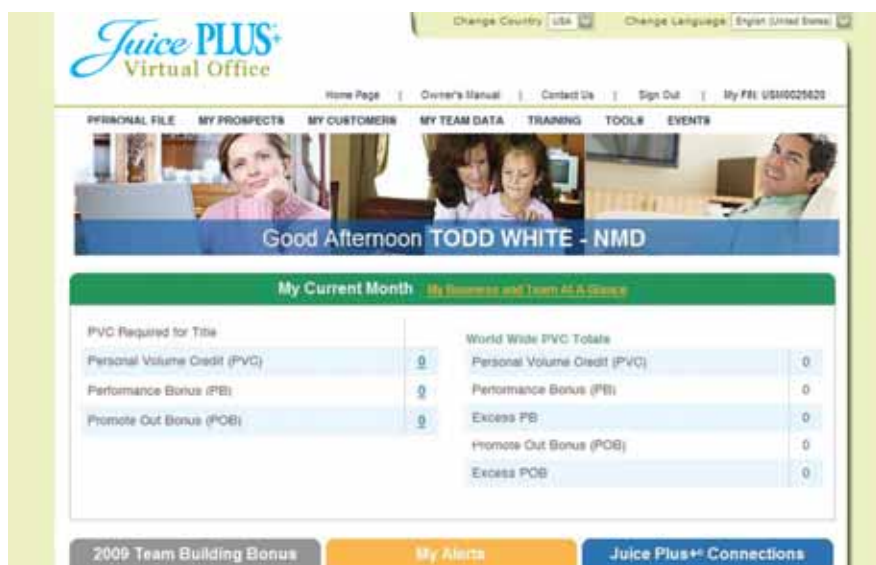 Change Country USA Change Language English (United States)
Juice PLUS+
Virtual Office
Home Page | Owner's Manual | Contact Us | Sign Out | My FIN: USM0025620
PERSONAL FILE MY PROSPECTS MY CUSTOMERS MY TEAM DATA TRAINING TOOLS EVENTS
Good Afternoon TODD WHITE - NMD
My Current Month My Business and Team At A Glance
PVC Required for Title
Personal Volume Credit (PVC) 0
Performance Bonus (PB) 0
Promote Out Bonus (POB) 0
World Wide PVC Totals
Personal Volume Credit (PVC) 0
Performance Bonus (PB) 0
Excess PB 0
Promote Out Bonus (POB) 0
Excess POB 0
2009 Team Building Bonus My Alerts Juice Plus+® Connections